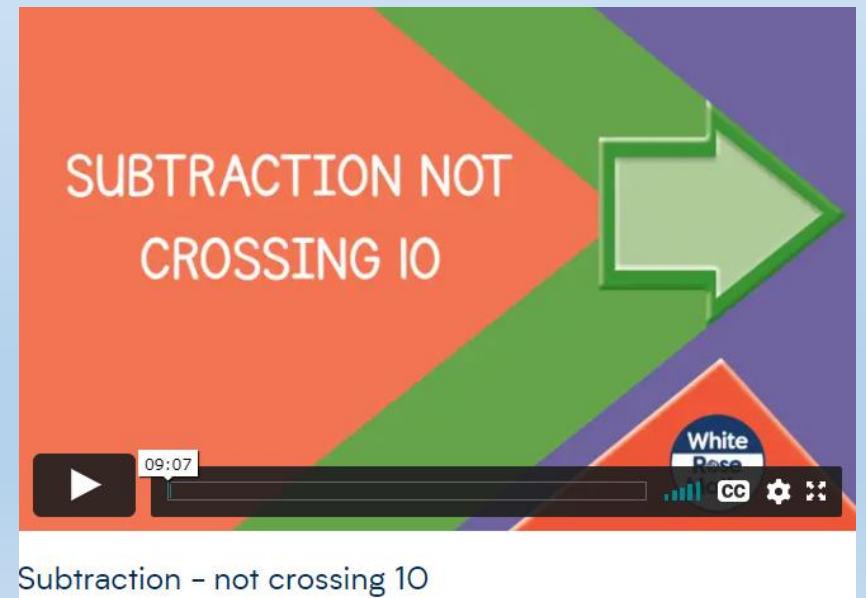 SUBTRACTION NOT
CROSSING 10
White
Rose
09:07
CC
Subtraction - not crossing 10